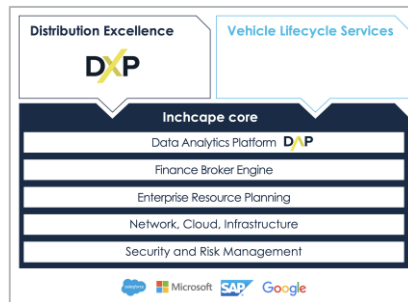 Distribution Excellence
DXP
Vehicle Lifecycle Services
Inchcape core
Data Analytics Platform DAP
Finance Broker Engine
Enterprise Resource Planning
Network, Cloud, Infrastructure
Security and Risk Management
salesforce Microsoft SAP Google